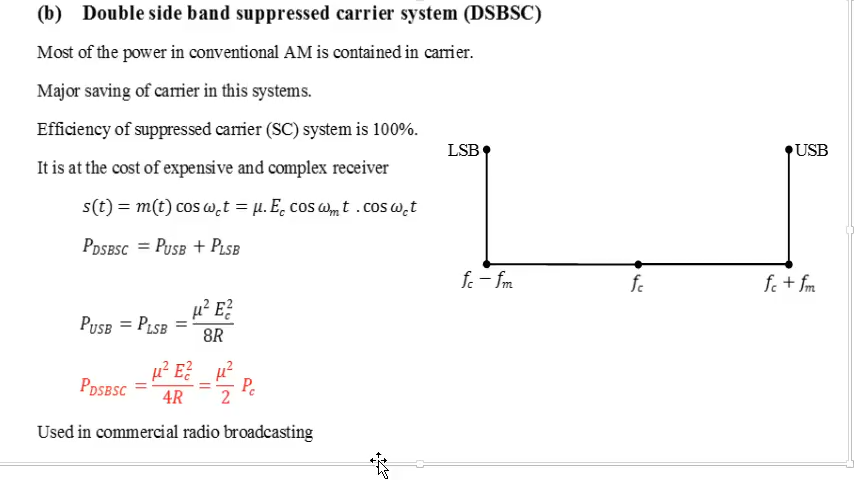 (b) Double side band suppressed carrier system (DSBSC)
Most of the power in conventional AM is contained in carrier.
Major saving of carrier in this systems.
Efficiency of suppressed carrier (SC) system is 100%.
It is at the cost of expensive and complex receiver
s(t) = m(t) cos ω_c t = μ. E_c cos ω_m t . cos ω_c t
P_DSBSC = P_USB + P_LSB
P_USB = P_LSB = μ² E_c² / 8R
P_DSBSC = μ² E_c² / 4R = μ² / 2 P_c
Used in commercial radio broadcasting
LSB USB
f_c − f_m f_c f_c + f_m